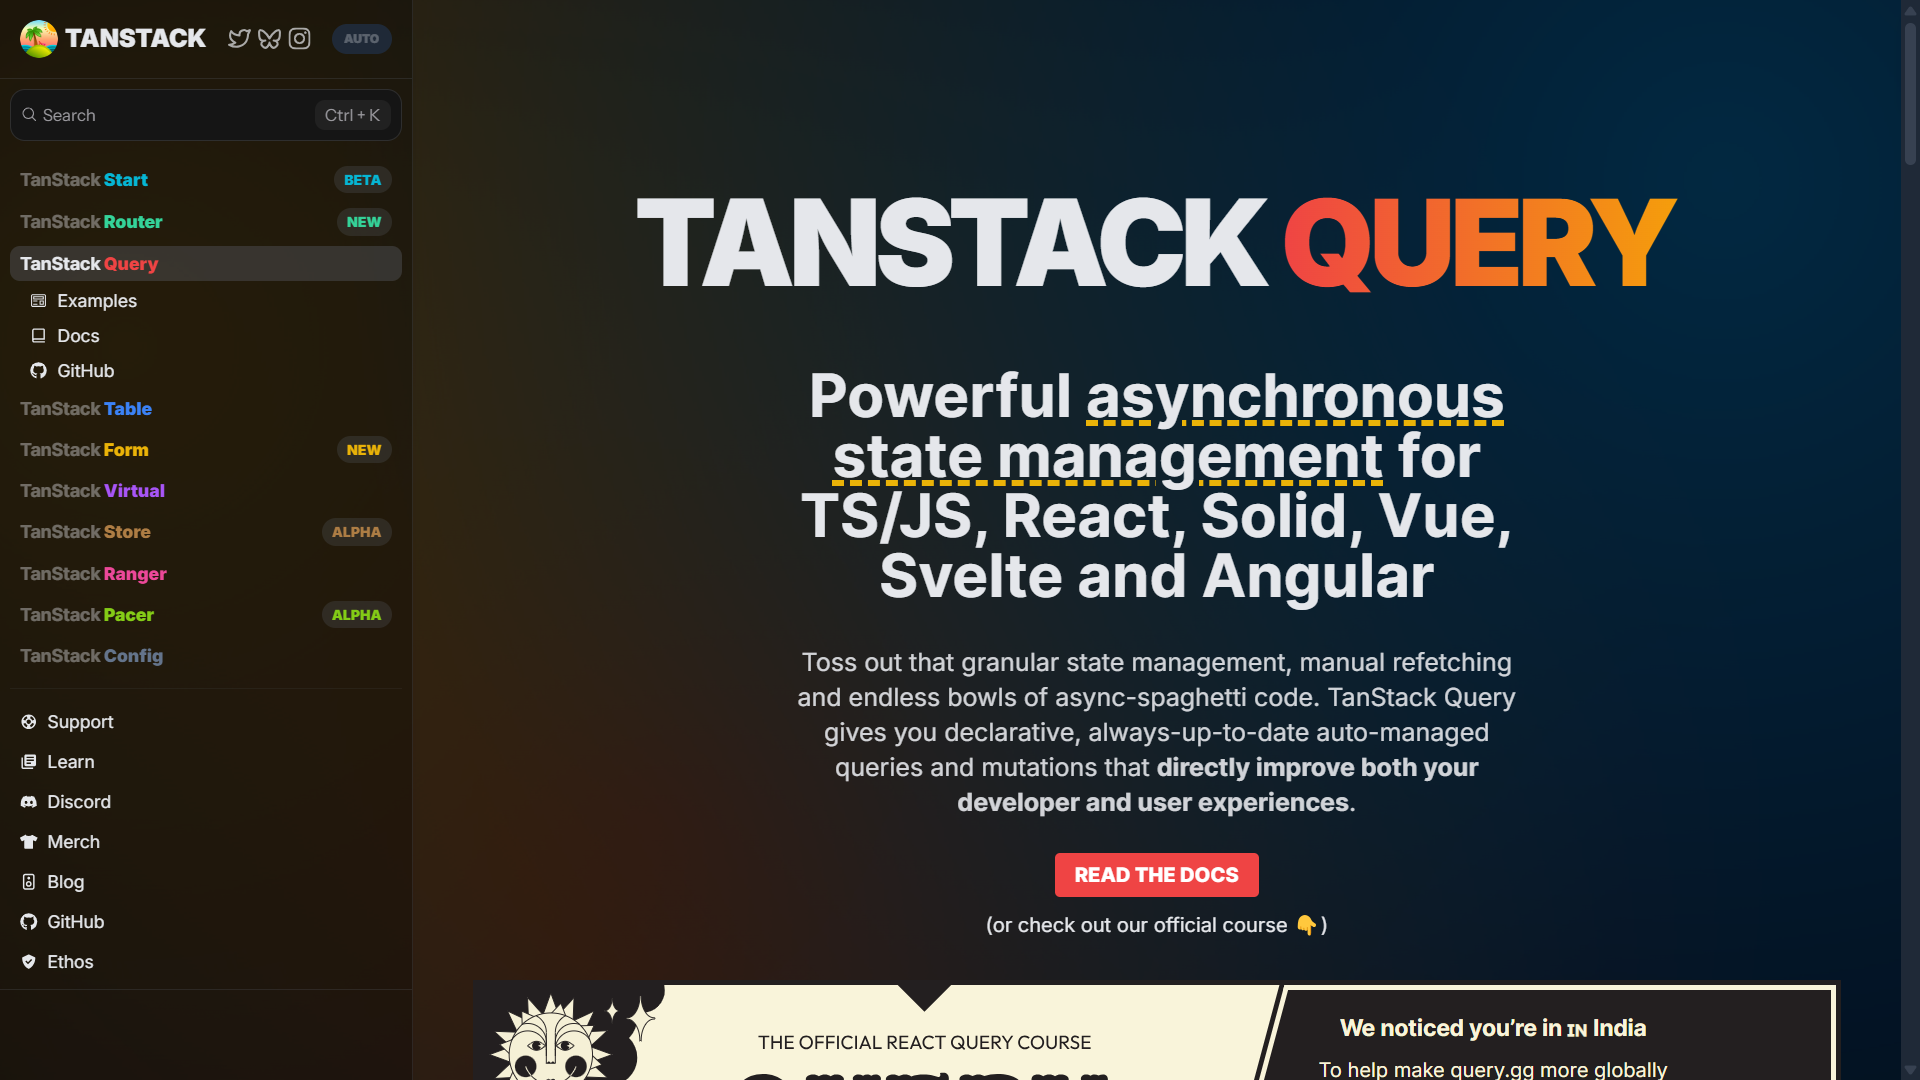 TANSTACK
AUTO
Search
Ctrl + K
TanStack Start
BETA
TanStack Router
NEW
TanStack Query
Examples
Docs
GitHub
TanStack Table
TanStack Form
NEW
TanStack Virtual
TanStack Store
ALPHA
TanStack Ranger
TanStack Pacer
ALPHA
TanStack Config
Support
Learn
Discord
Merch
Blog
GitHub
Ethos
TANSTACK QUERY
Powerful asynchronous
state management for
TS/JS, React, Solid, Vue,
Svelte and Angular
Toss out that granular state management, manual refetching
and endless bowls of async-spaghetti code. TanStack Query
gives you declarative, always-up-to-date auto-managed
queries and mutations that directly improve both your
developer and user experiences.
READ THE DOCS
(or check out our official course 👇)
THE OFFICIAL REACT QUERY COURSE
We noticed you’re in IN India
To help make query.gg more globally